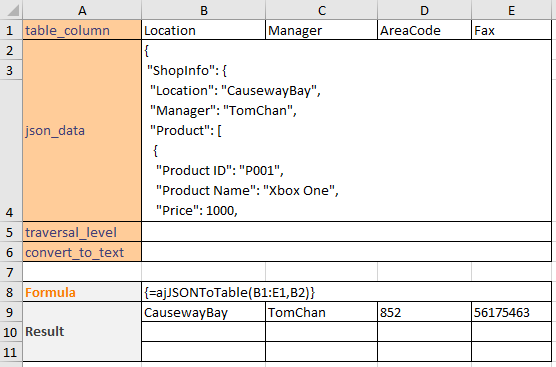 A B C D E
1 table_column Location Manager AreaCode Fax
2 {
3 "ShopInfo": {
"Location": "CausewayBay",
"Manager": "TomChan",
json_data "Product": [
{
"Product ID": "P001",
"Product Name": "Xbox One",
4 "Price": 1000,
5 traversal_level
6 convert_to_text
7
8 Formula {=ajJSONToTable(B1:E1,B2)}
9 CausewayBay TomChan 852 56175463
10 Result
11